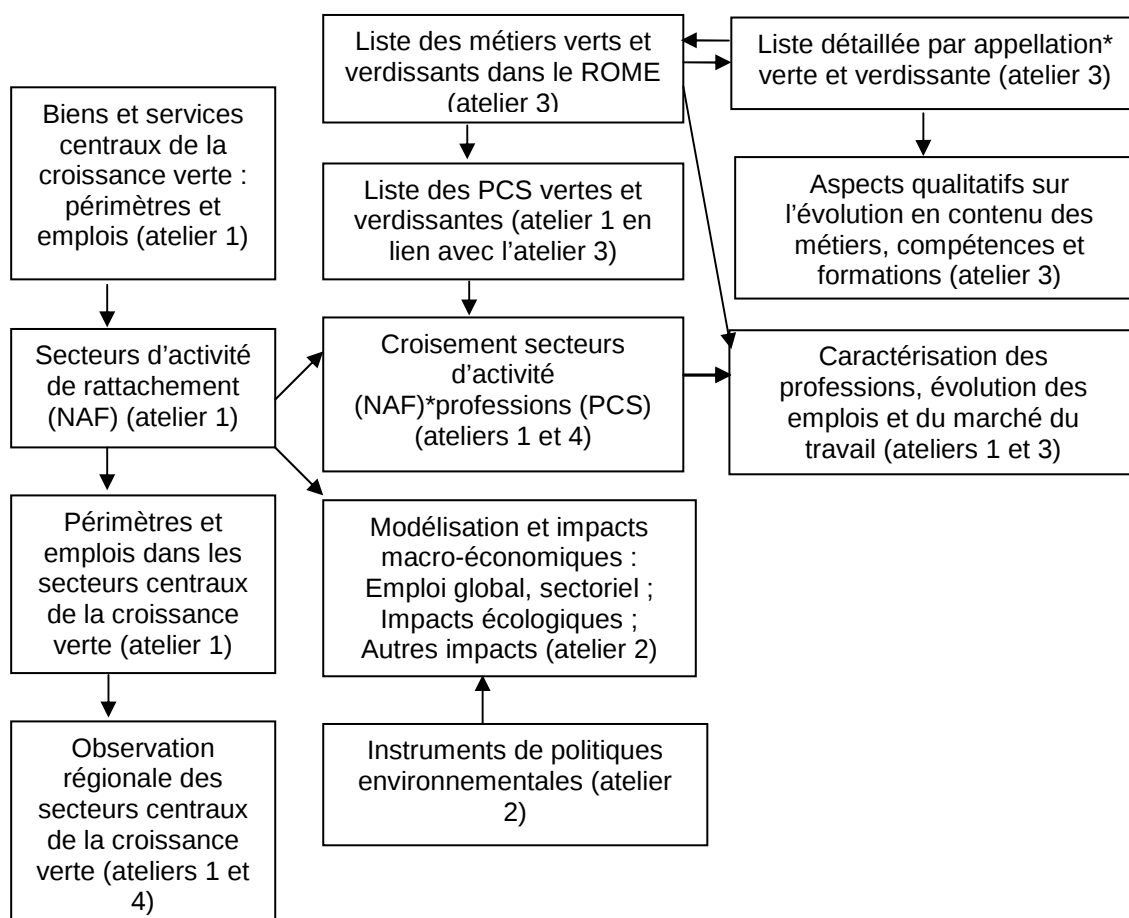 Biens et services
centraux de la
croissance verte :
périmètres et
emplois (atelier 1)
Secteurs d'activité
de rattachement
(NAF) (atelier 1)
Périmètres et
emplois dans les
secteurs centraux
de la croissance
verte (atelier 1)
Observation
régionale des
secteurs centraux
de la croissance
verte (ateliers 1 et
4)
Liste des métiers verts et
verdissants dans le ROME
(atelier 3)
Liste des PCS vertes et
verdissantes (atelier 1 en
lien avec l'atelier 3)
Croisement secteurs
d'activité
(NAF)*professions (PCS)
(ateliers 1 et 4)
Modélisation et impacts
macro-économiques :
Emploi global, sectoriel ;
Impacts écologiques ;
Autres impacts (atelier 2)
Instruments de politiques
environnementales (atelier
2)
Liste détaillée par appellation*
verte et verdissante (atelier 3)
Aspects qualitatifs sur
l'évolution en contenu des
métiers, compétences et
formations (atelier 3)
Caractérisation des
professions, évolution des
emplois et du marché du
travail (ateliers 1 et 3)